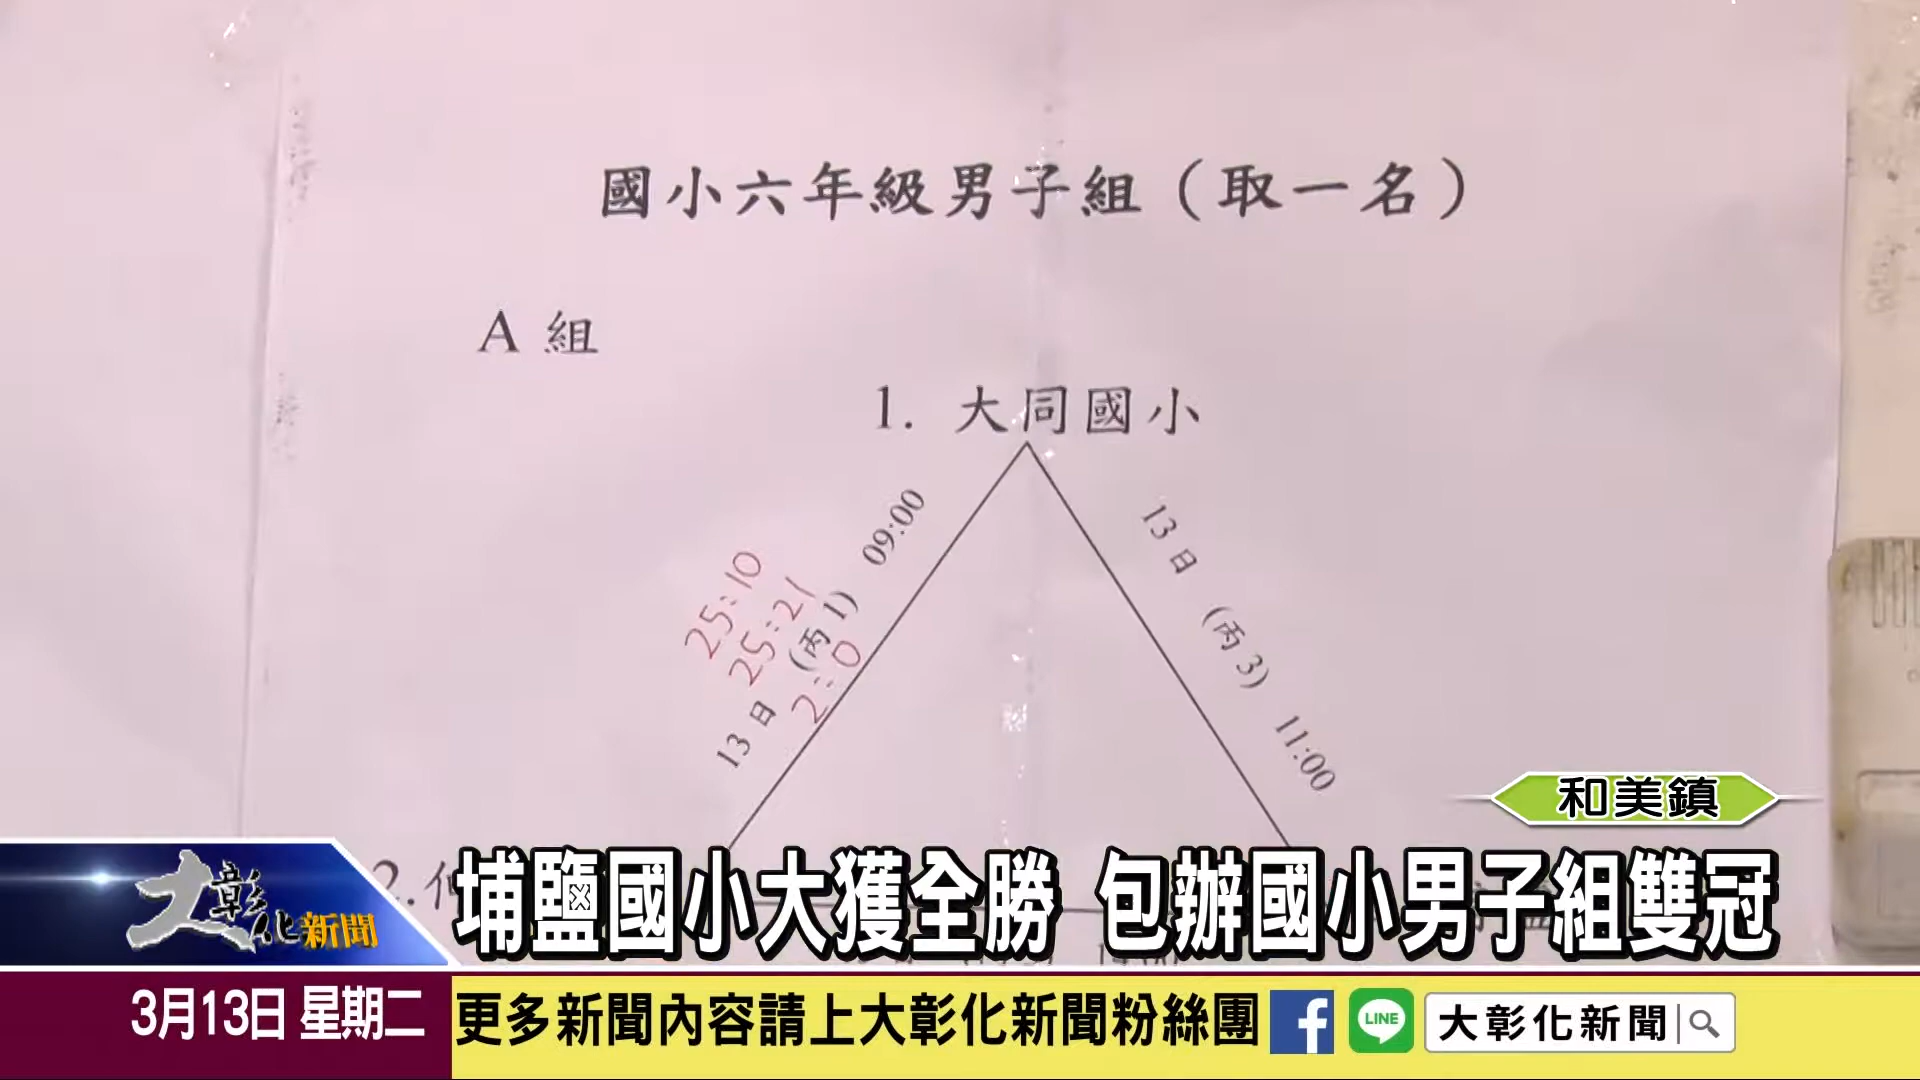 國小六年級男子組（取一名）
A 組
1. 大同國小
13日 (丙1) 09:00
25:10
25:21
2:0
13日 (丙3) 11:00
和美鎮
2.
埔鹽國小大獲全勝 包辦國小男子組雙冠
大彰化新聞
3月13日 星期二
更多新聞內容請上大彰化新聞粉絲團
f
LINE
大彰化新聞